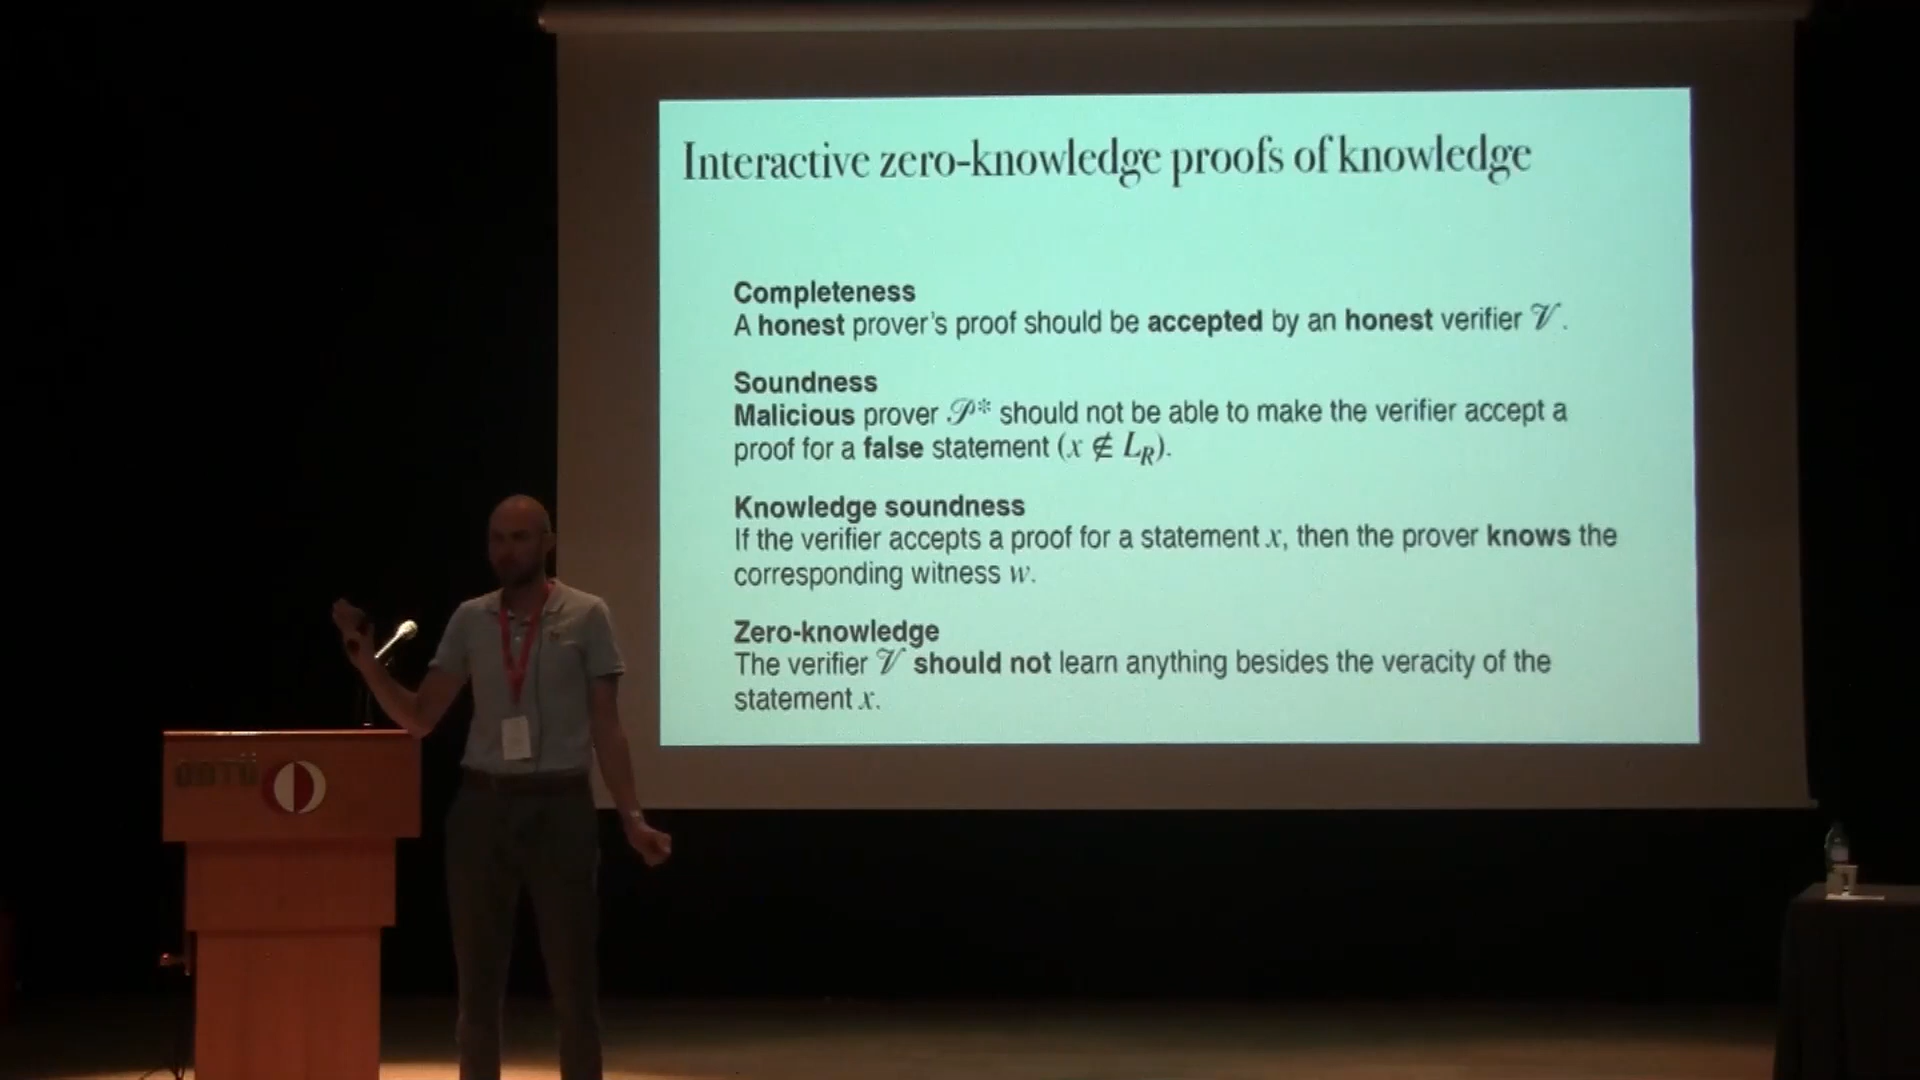 Interactive zero-knowledge proofs of knowledge
Completeness
A honest prover's proof should be accepted by an honest verifier 𝒱.
Soundness
Malicious prover 𝒫* should not be able to make the verifier accept a
proof for a false statement (x ∉ L_R).
Knowledge soundness
If the verifier accepts a proof for a statement x, then the prover knows the
corresponding witness w.
Zero-knowledge
The verifier 𝒱 should not learn anything besides the veracity of the
statement x.
ODTÜ